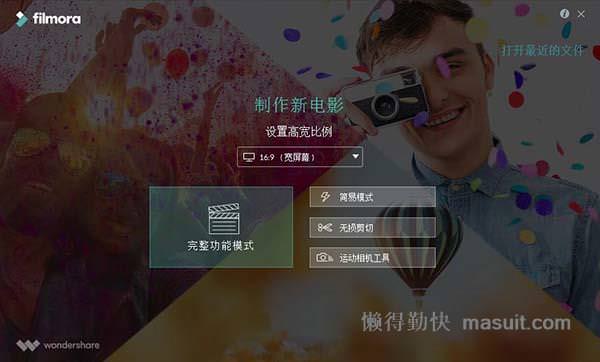 filmora
打开最近的文件
制作新电影
设置高宽比例
16:9 (宽屏幕)
完整功能模式
简易模式
无损剪切
运动相机工具
懒得勤快 masuit.com
wondershare